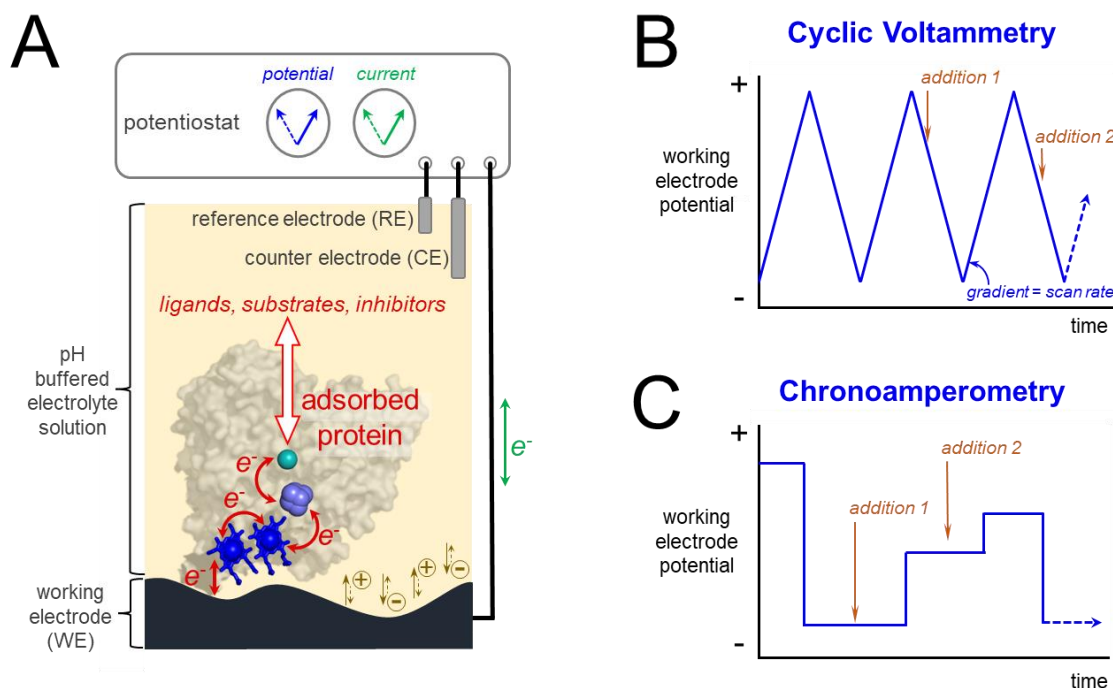 A
potential
current
potentiostat
reference electrode (RE)
counter electrode (CE)
ligands, substrates, inhibitors
pH
buffered
electrolyte
solution
adsorbed
protein
e-
e-
e-
e-
e-
working
electrode
(WE)
+
-
+
-
B
Cyclic Voltammetry
+
addition 1
addition 2
working
electrode
potential
gradient = scan rate
-
time
C
Chronoamperometry
+
addition 2
addition 1
working
electrode
potential
-
time